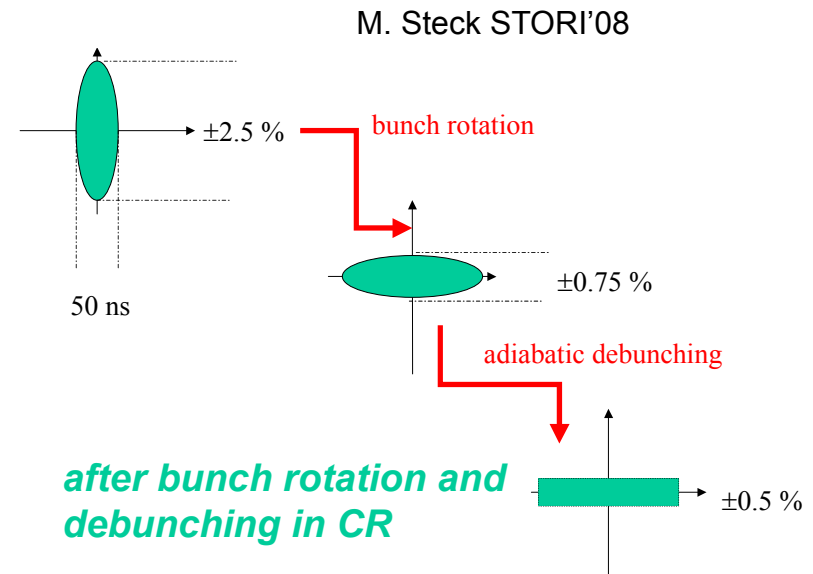 M. Steck STORI’08
±2.5 %
bunch rotation
50 ns
±0.75 %
adiabatic debunching
after bunch rotation and
debunching in CR
±0.5 %